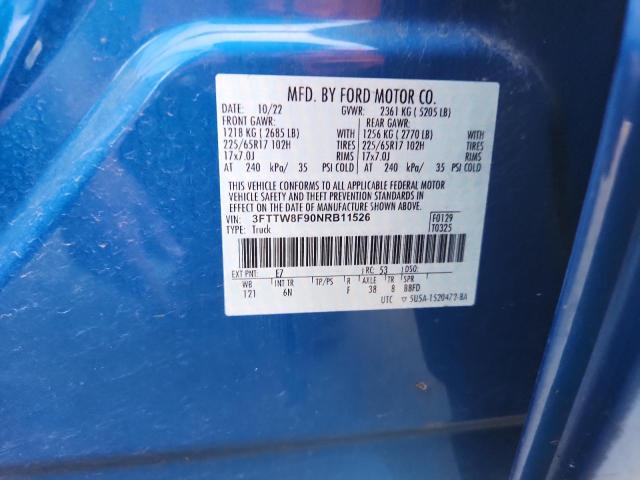 MFD. BY FORD MOTOR CO.
DATE: 10/22 GVWR: 2361 KG ( 5205 LB)
FRONT GAWR: REAR GAWR:
1218 KG ( 2685 LB) WITH 1256 KG ( 2770 LB) WITH
225/65R17 102H TIRES 225/65R17 102H TIRES
17x7.0J RIMS 17x7.0J RIMS
AT 240 kPa/ 35 PSI COLD AT 240 kPa/ 35 PSI COLD
THIS VEHICLE CONFORMS TO ALL APPLICABLE FEDERAL MOTOR
VEHICLE SAFETY AND THEFT PREVENTION STANDARDS IN EFFECT
ON THE DATE OF MANUFACTURE SHOWN ABOVE.
VIN: 3FTTW8F90NRB11526 F0129
TYPE: Truck T0325
EXT PNT: E7 RC: 53 DSO:
WB INT TR TP/PS R AXLE TR SPR
121 6N F 38 8 BBFD
UTC ▽ 5U5A-1520472-BA